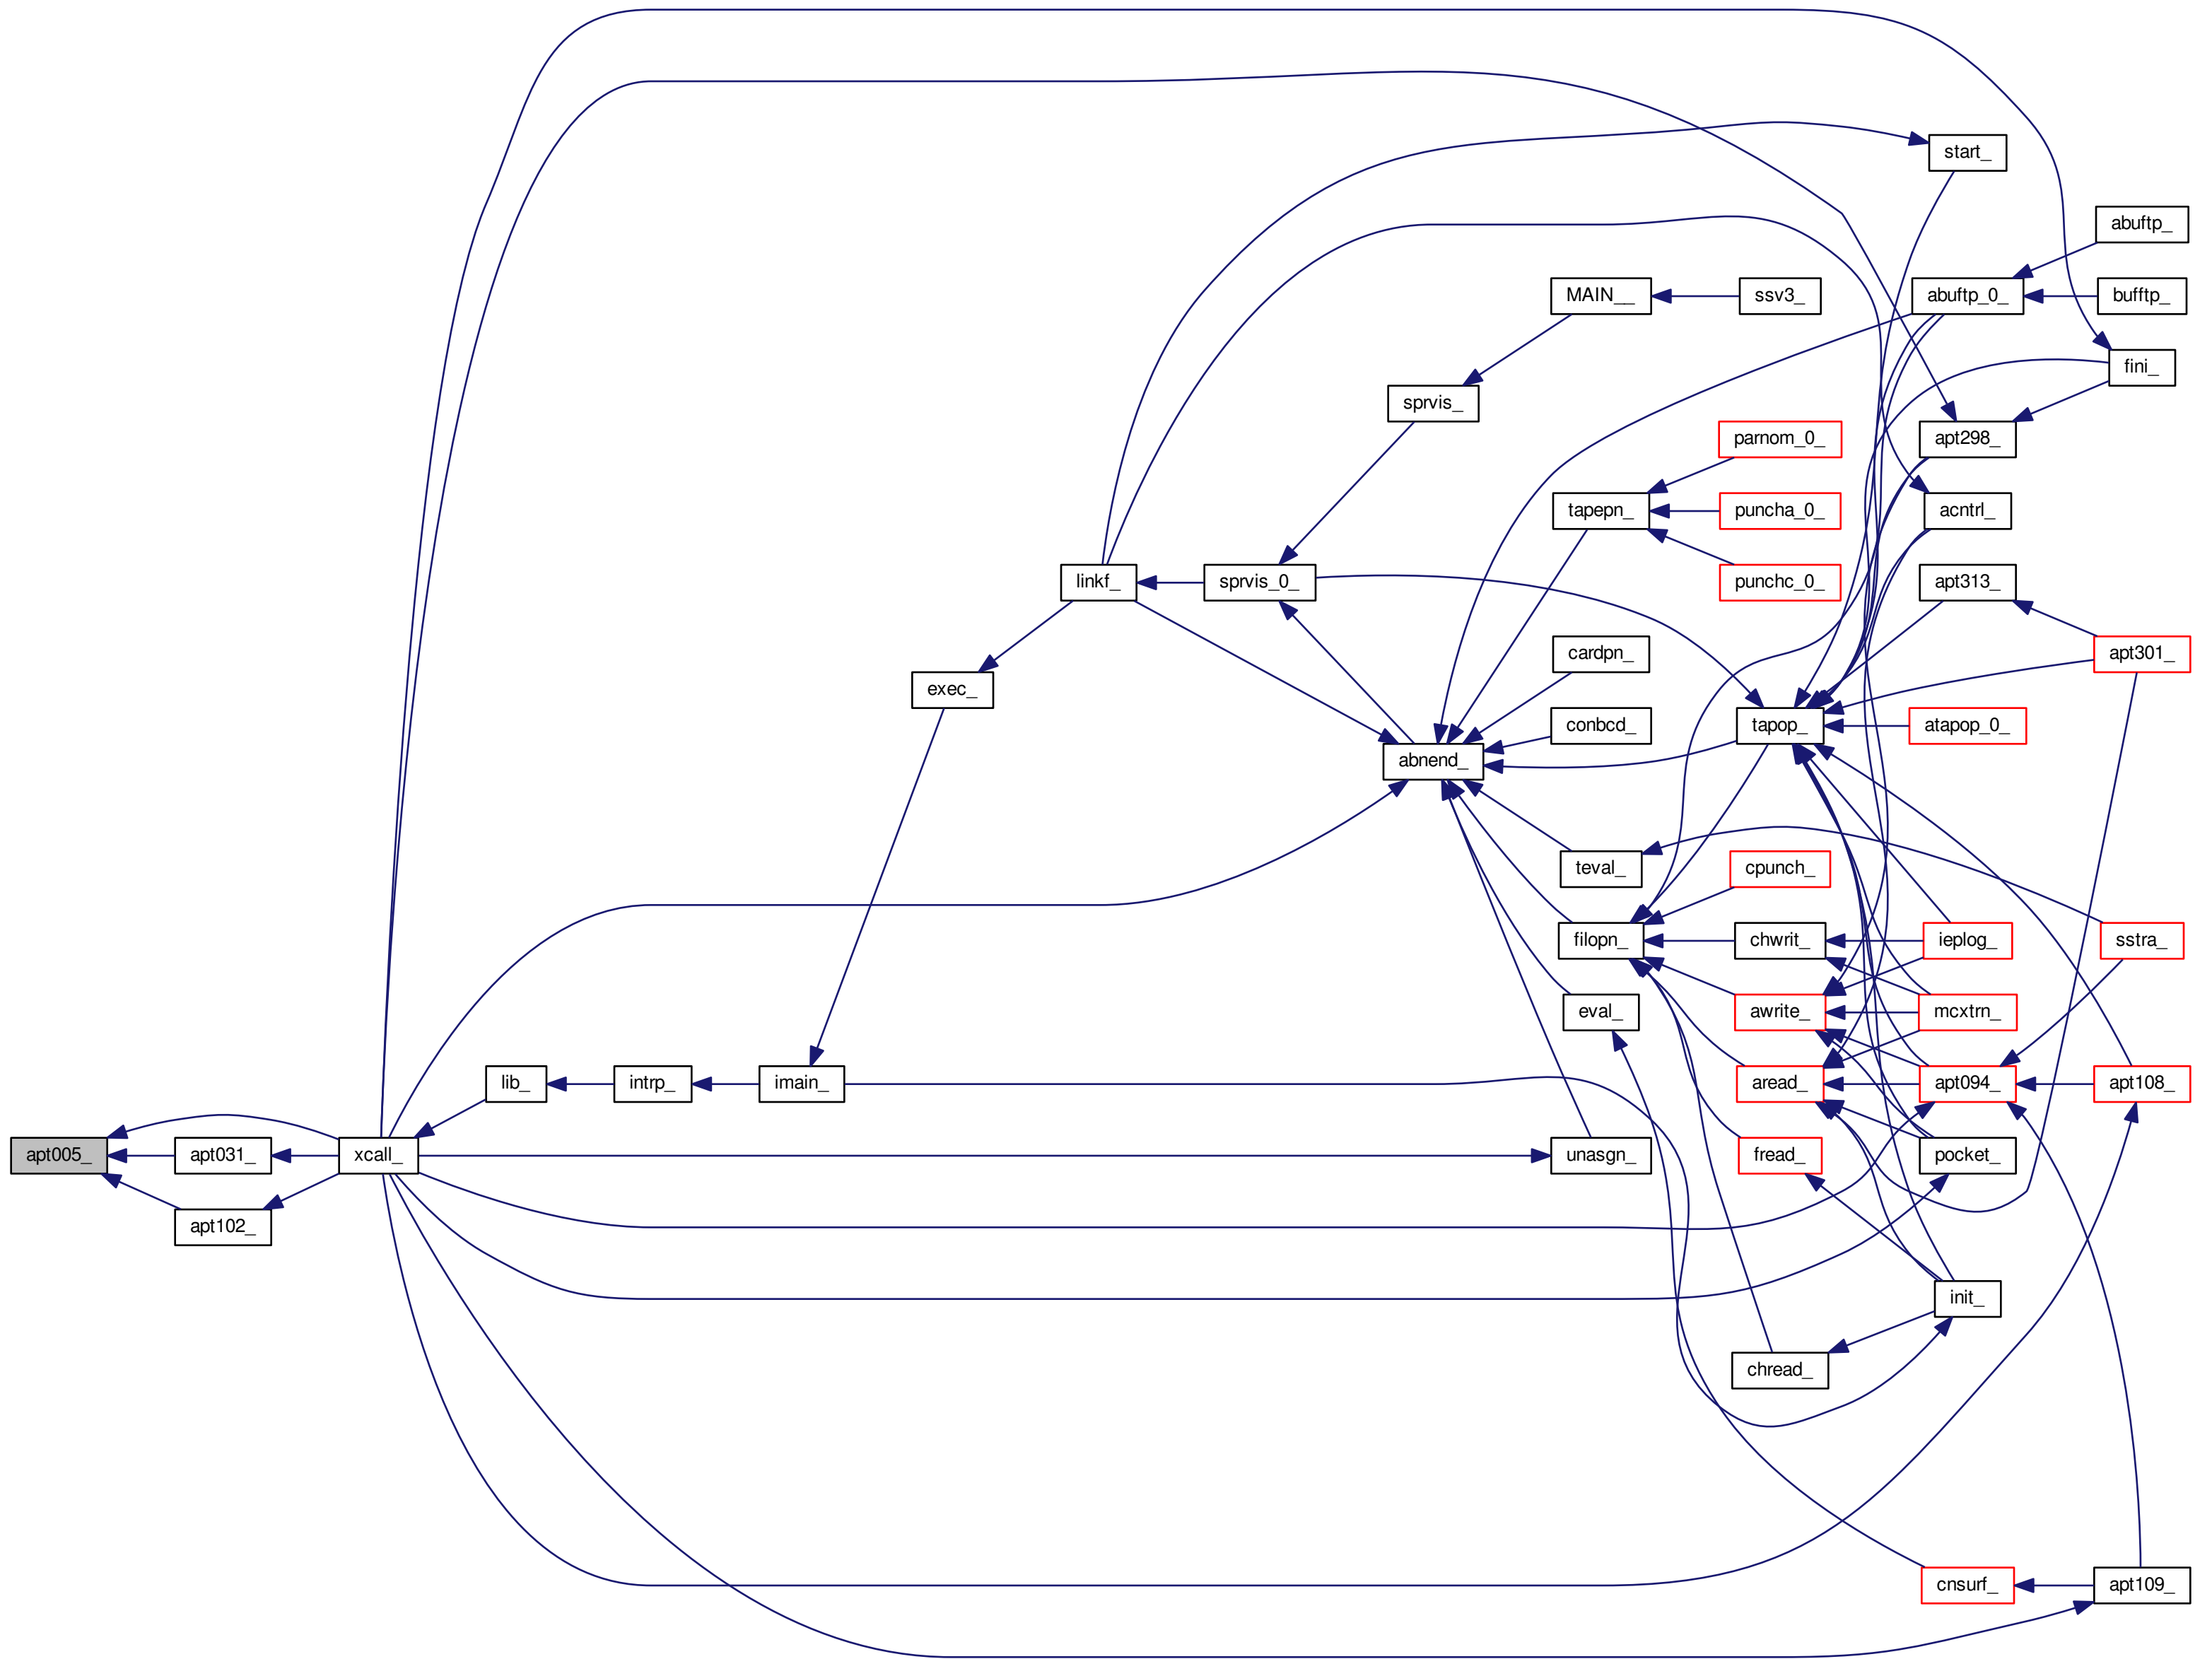 start_
abuftp_
MAIN__
ssv3_
abuftp_0_
bufftp_
fini_
sprvis_
parnom_0_
apt298_
tapepn_
puncha_0_
acntrl_
linkf_
sprvis_0_
punchc_0_
apt313_
cardpn_
apt301_
exec_
conbcd_
tapop_
atapop_0_
abnend_
teval_
cpunch_
filopn_
chwrit_
ieplog_
sstra_
eval_
awrite_
mcxtrn_
lib_
intrp_
imain_
aread_
apt094_
apt108_
apt005_
apt031_
xcall_
unasgn_
fread_
pocket_
apt102_
init_
chread_
cnsurf_
apt109_